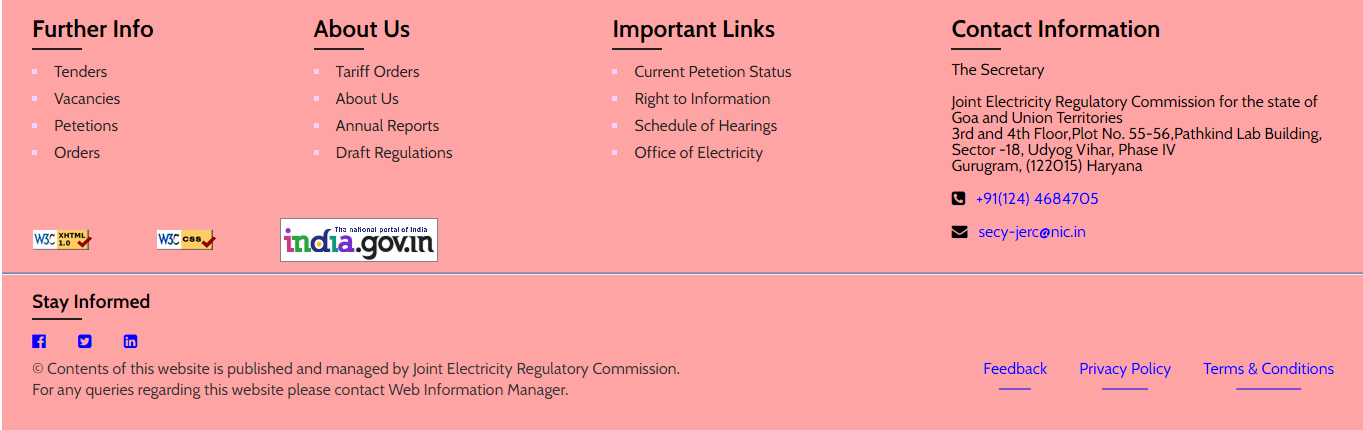 Further Info
Tenders
Vacancies
Petetions
Orders
About Us
Tariff Orders
About Us
Annual Reports
Draft Regulations
Important Links
Current Petetion Status
Right to Information
Schedule of Hearings
Office of Electricity
Contact Information
The Secretary
Joint Electricity Regulatory Commission for the state of
Goa and Union Territories
3rd and 4th Floor,Plot No. 55-56,Pathkind Lab Building,
Sector -18, Udyog Vihar, Phase IV
Gurugram, (122015) Haryana
+91(124) 4684705
secy-jerc@nic.in
W3C XHTML 1.0
W3C css
The national portal of India
india.gov.in
Stay Informed
© Contents of this website is published and managed by Joint Electricity Regulatory Commission.
For any queries regarding this website please contact Web Information Manager.
Feedback Privacy Policy Terms & Conditions